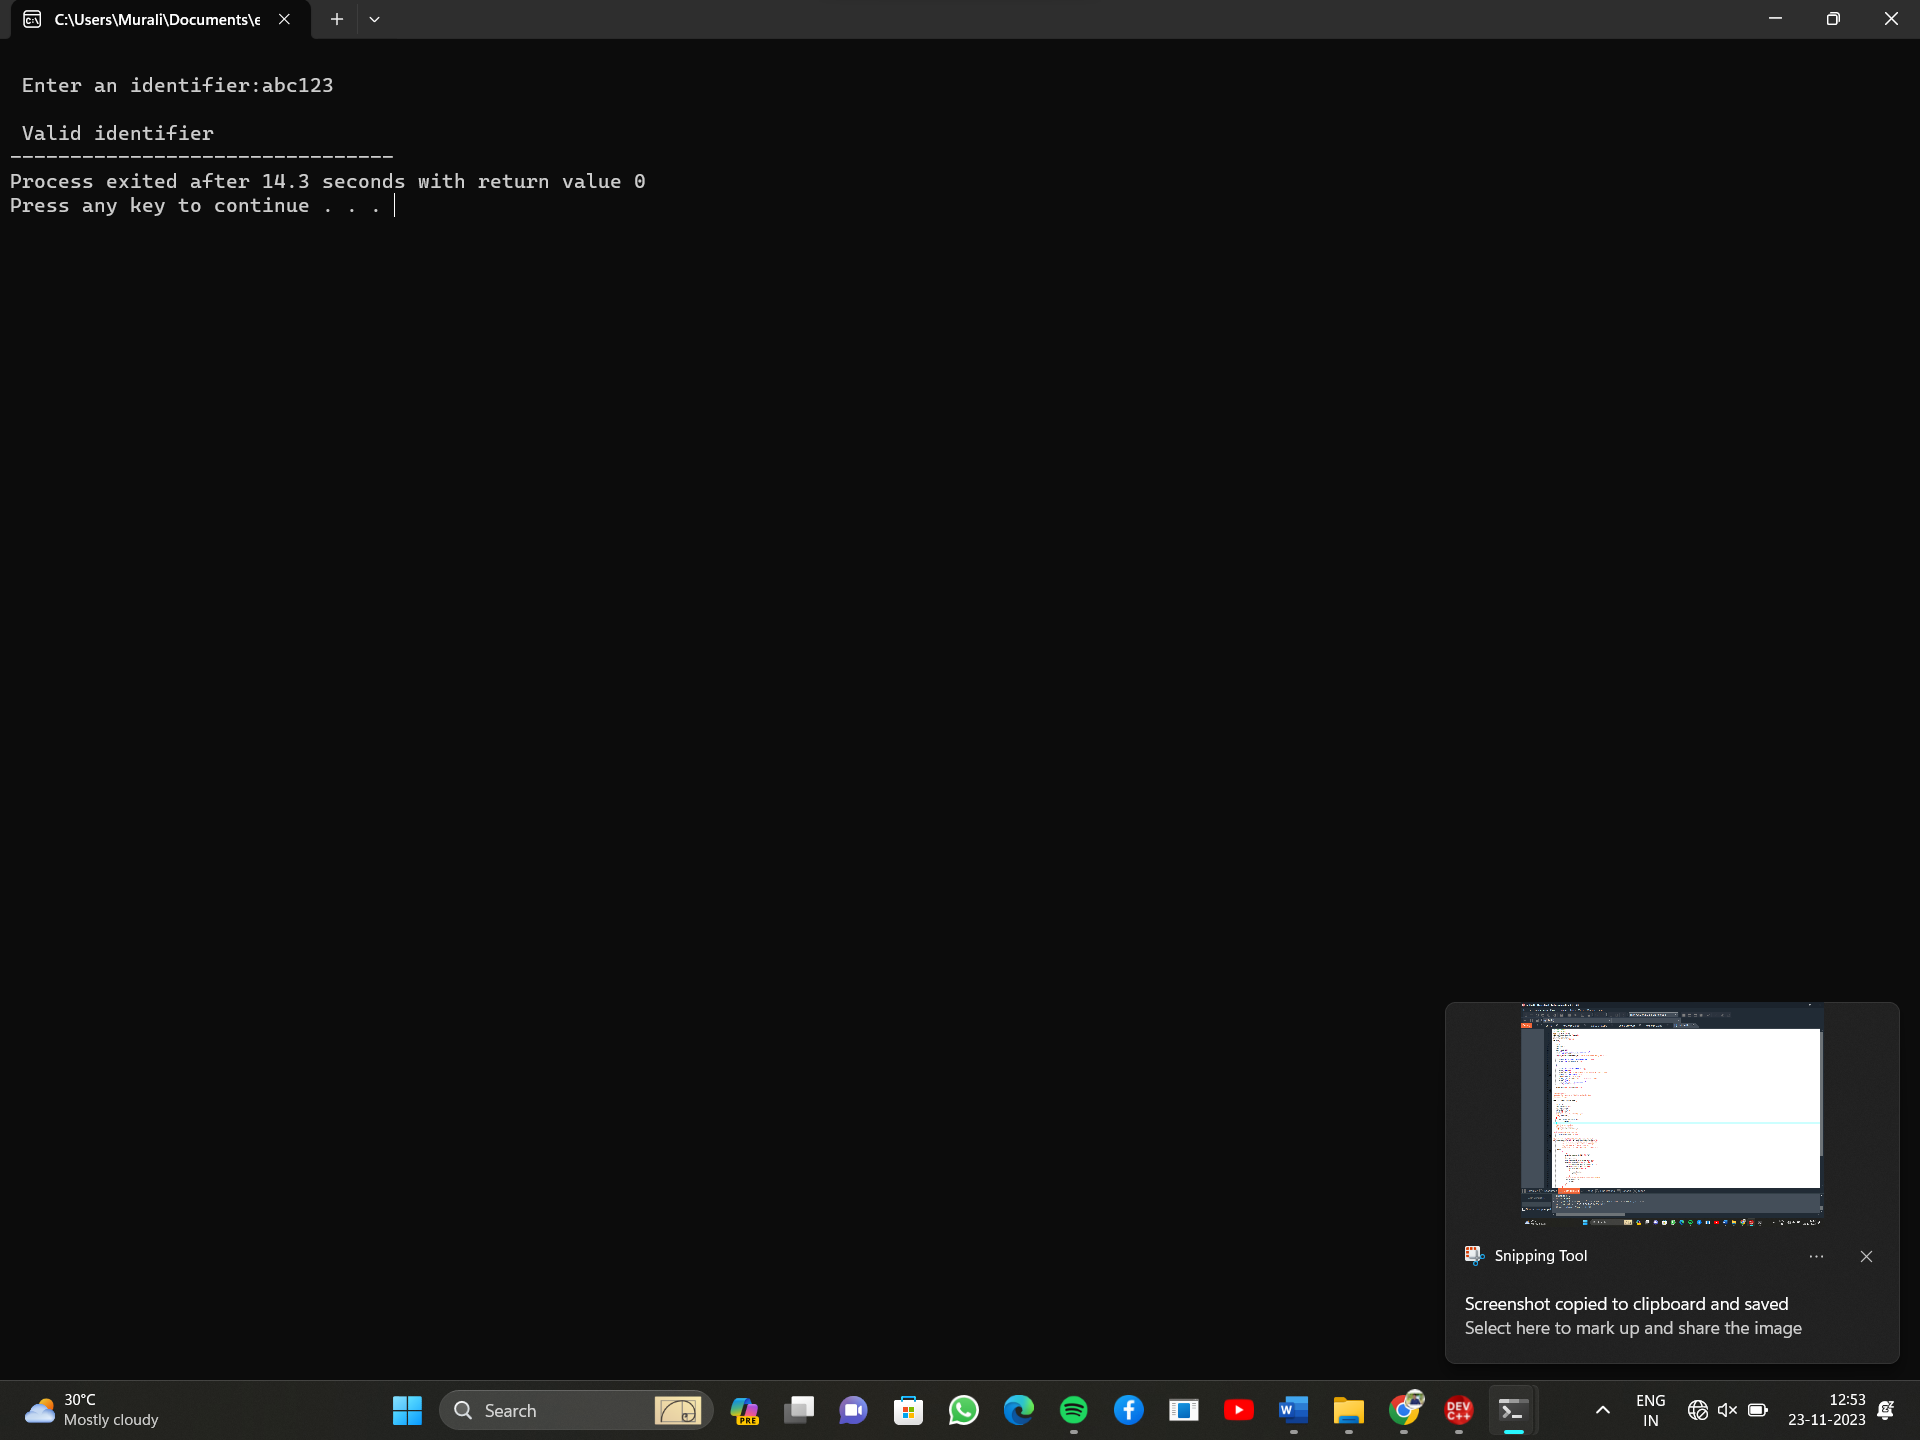 C:\Users\Murali\Documents\e
Enter an identifier:abc123
Valid identifier
--------------------------------
Process exited after 14.3 seconds with return value 0
Press any key to continue . . .
Snipping Tool
Screenshot copied to clipboard and saved
Select here to mark up and share the image
30°C
Mostly cloudy
Search
PRE
W
DEV
C++
ENG
IN
12:53
23-11-2023